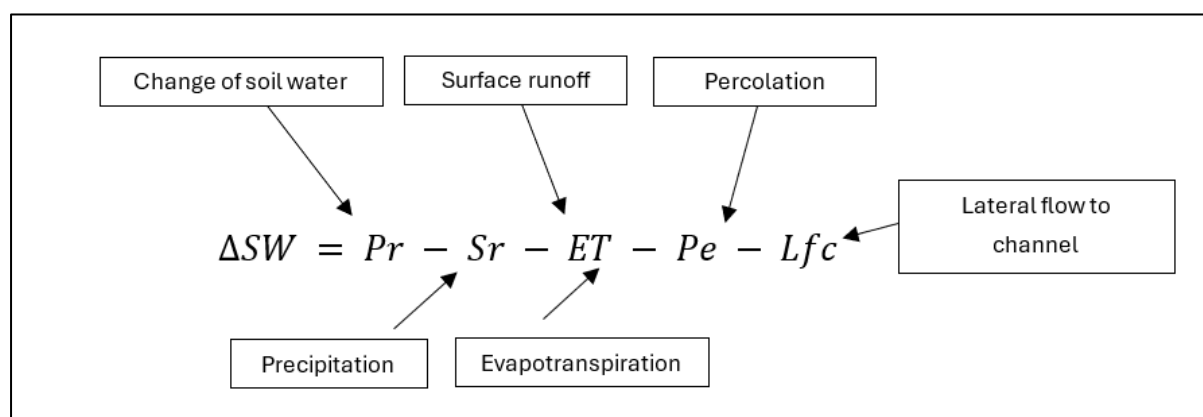 Change of soil water
Surface runoff
Percolation
Lateral flow to
channel
ΔSW = Pr − Sr − ET − Pe − Lfc
Precipitation
Evapotranspiration